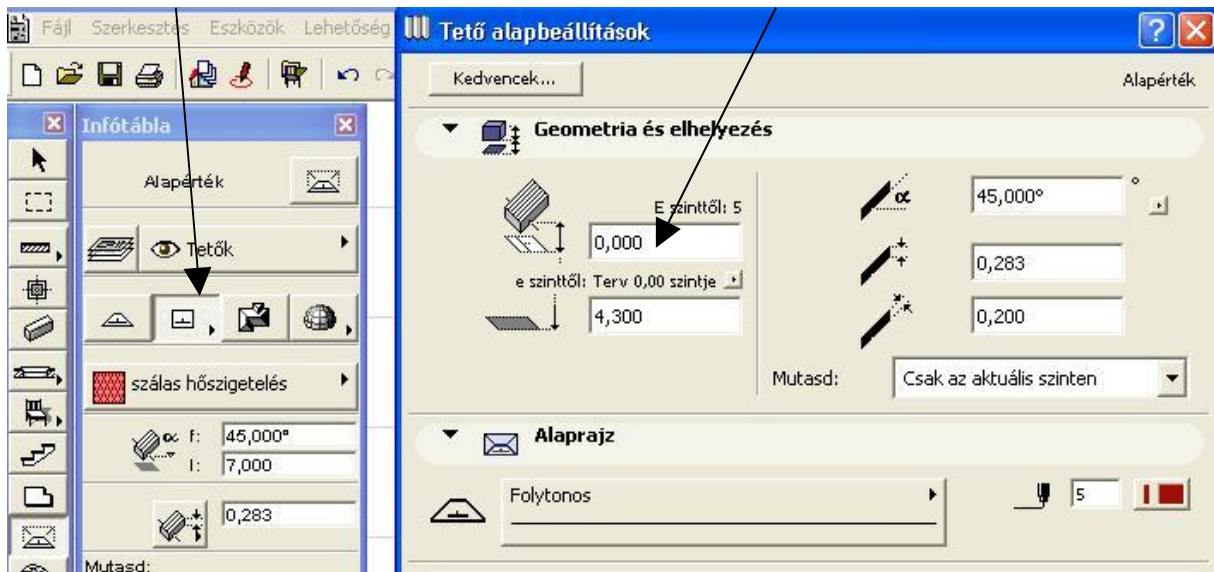 Fájl Szerkesztés Eszközök Lehetőség
Infótábla
Alapérték
Tetők
szálas hőszigetelés
α f: 45,000°
l: 7,000
0,283
Mutasd:
Tető alapbeállítások
Kedvencek...
Alapérték
Geometria és elhelyezés
E szinttől: 5
0,000
e szinttől: Terv 0,00 szintje
4,300
α 45,000° °
0,283
0,200
Mutasd: Csak az aktuális szinten
Alaprajz
Folytonos
5